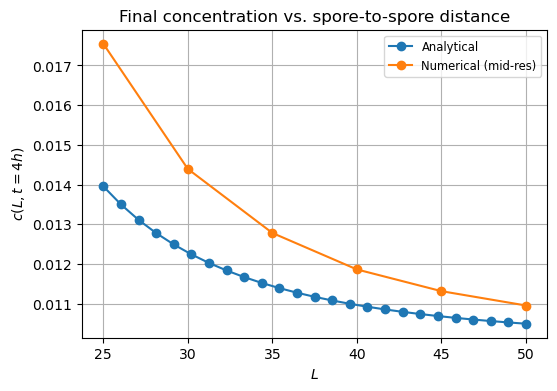 Final concentration vs. spore-to-spore distance
Analytical
Numerical (mid-res)
0.017
0.016
0.015
0.014
0.013
0.012
0.011
c(L, t = 4h)
25
30
35
40
45
50
L